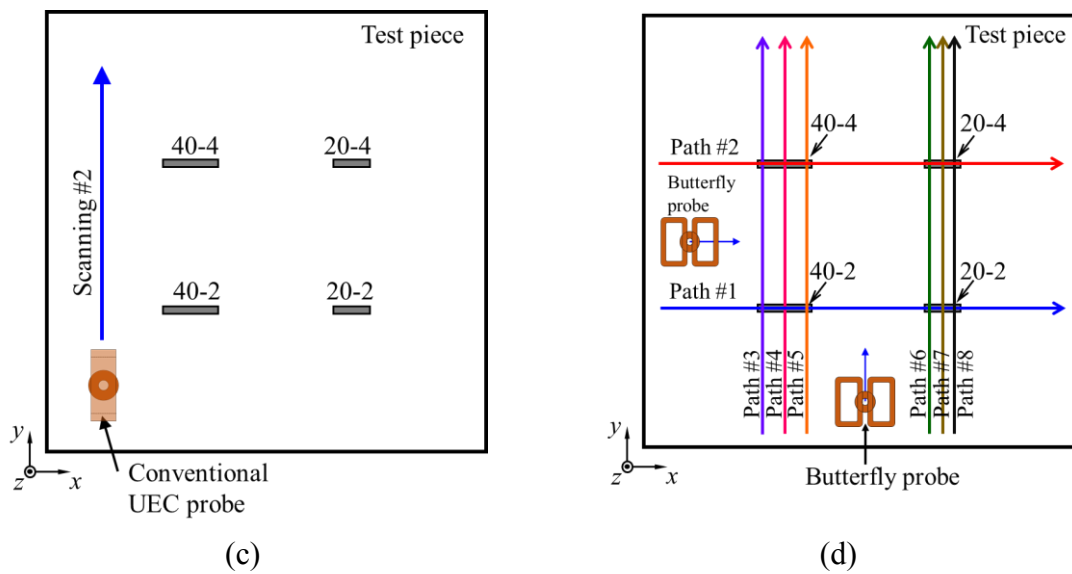 Test piece
Scanning #2
40-4
20-4
40-2
20-2
y
z
x
Conventional
UEC probe
(c)
Test piece
40-4
20-4
Path #2
Butterfly
probe
40-2
20-2
Path #1
Path #3
Path #4
Path #5
Path #6
Path #7
Path #8
y
z
x
Butterfly probe
(d)